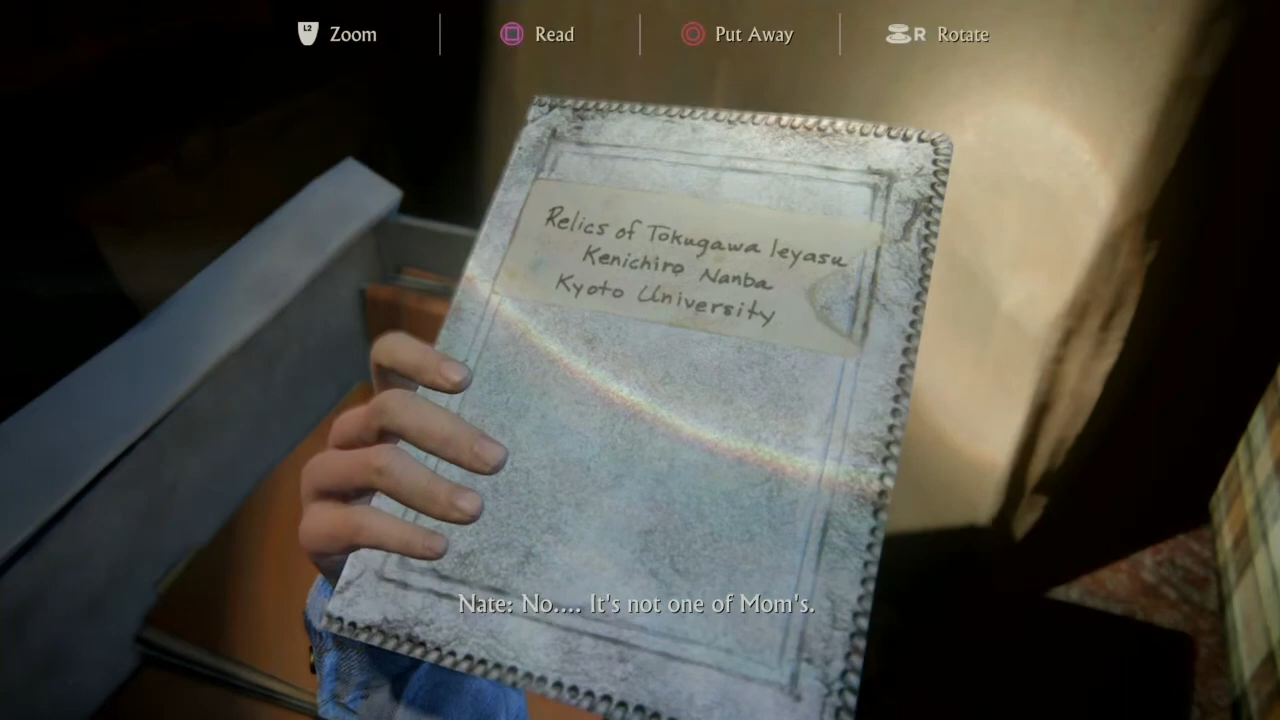 L2 Zoom
Read
Put Away
R Rotate
Relics of Tokugawa Ieyasu
Kenichiro Nanba
Kyoto University
Nate: No.... It's not one of Mom's.